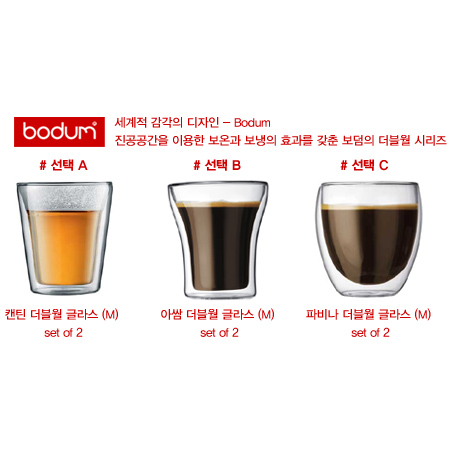 bodum®
세계적 감각의 디자인 - Bodum
진공공간을 이용한 보온과 보냉의 효과를 갖춘 보덤의 더블월 시리즈
# 선택 A
# 선택 B
# 선택 C
캔틴 더블월 글라스 (M)
set of 2
아쌈 더블월 글라스 (M)
set of 2
파비나 더블월 글라스 (M)
set of 2